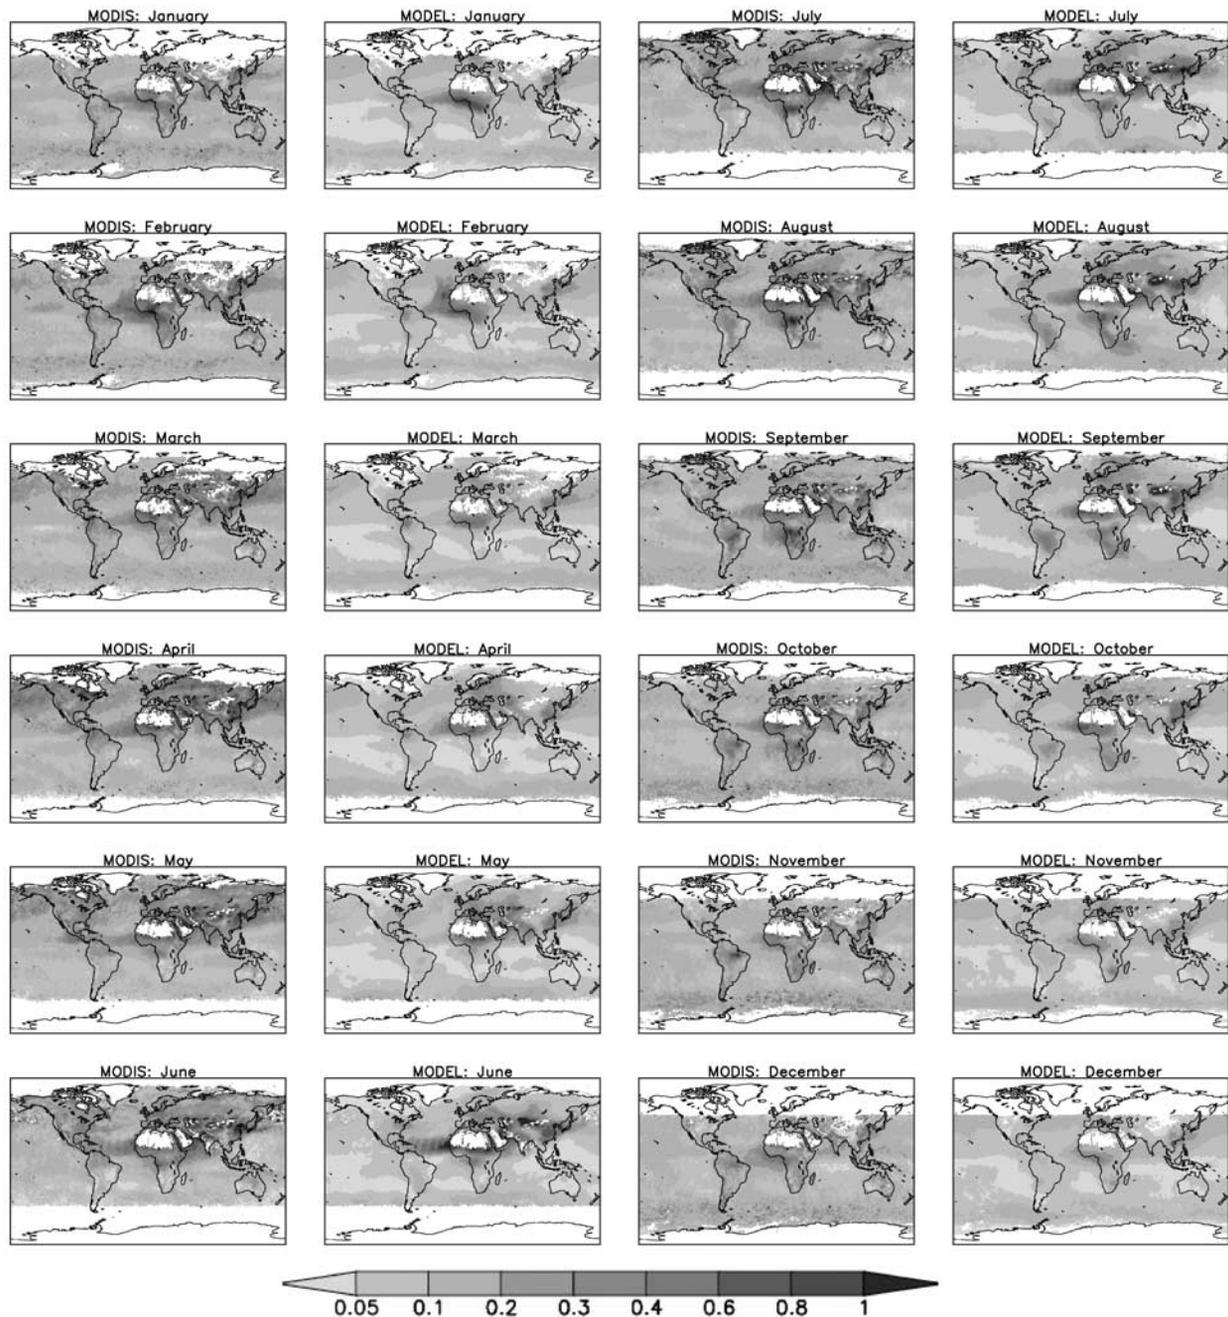 MODIS: January MODEL: January MODIS: July MODEL: July
MODIS: February MODEL: February MODIS: August MODEL: August
MODIS: March MODEL: March MODIS: September MODEL: September
MODIS: April MODEL: April MODIS: October MODEL: October
MODIS: May MODEL: May MODIS: November MODEL: November
MODIS: June MODEL: June MODIS: December MODEL: December
0.05 0.1 0.2 0.3 0.4 0.6 0.8 1